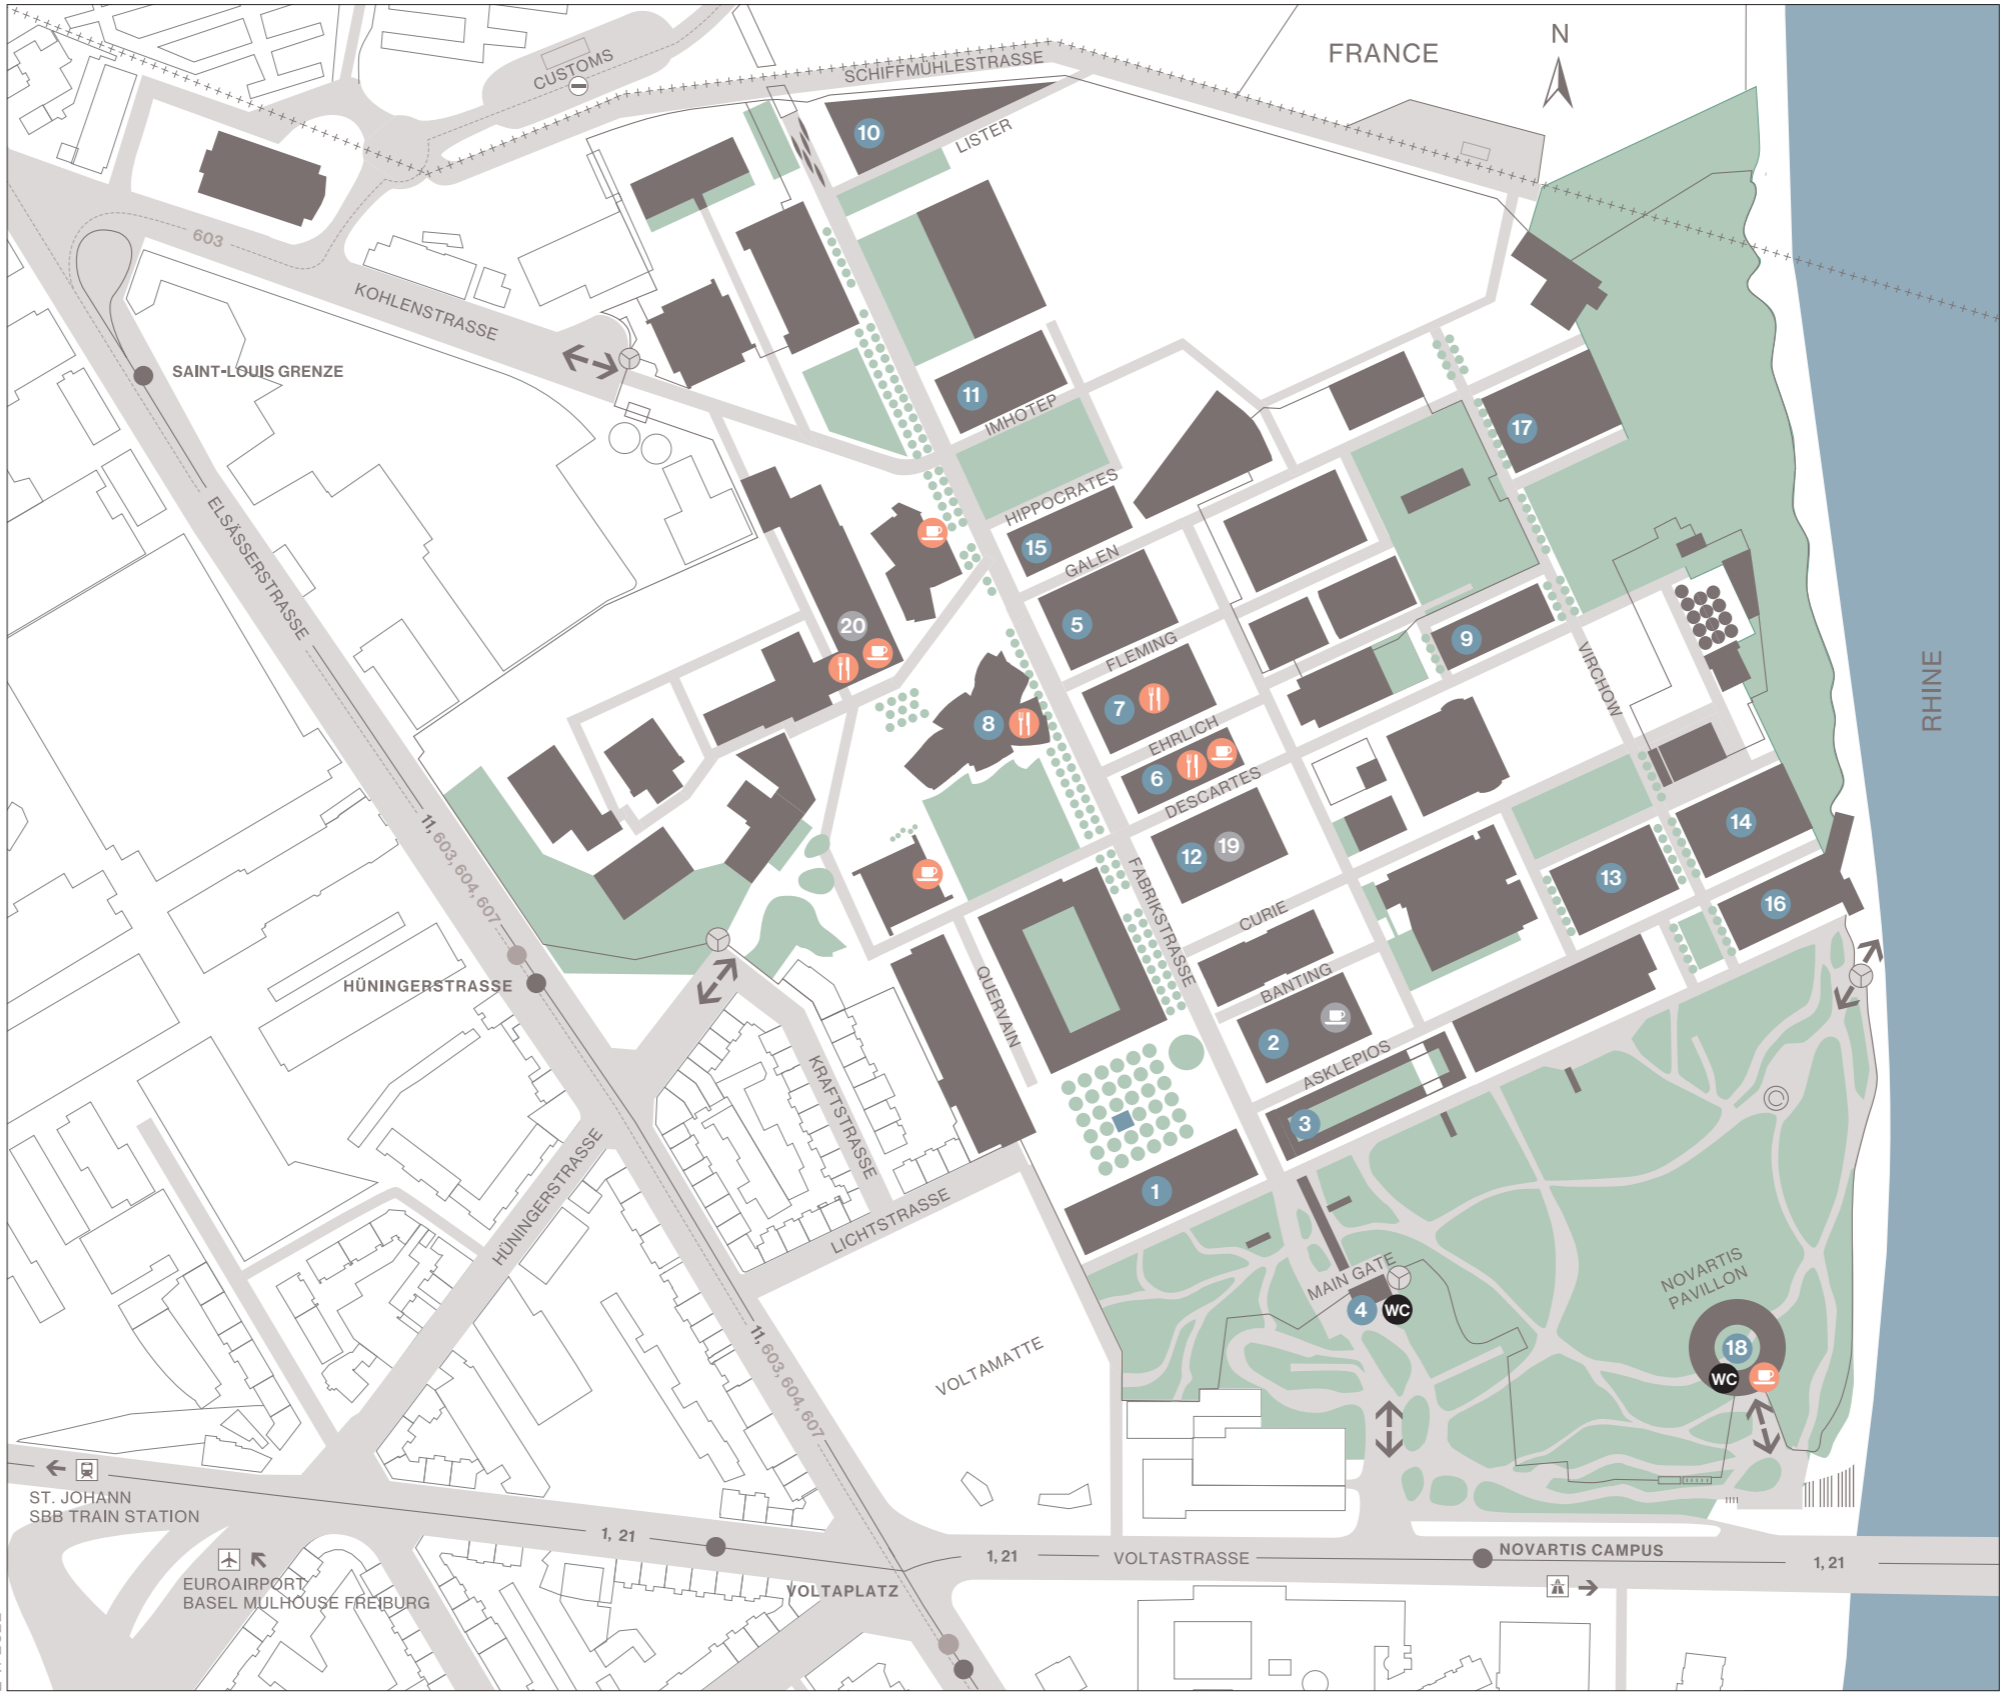 FRANCE
N
CUSTOMS
SCHIFFMÜHLESTRASSE
10
LISTER
603
KOHLENSTRASSE
SAINT-LOUIS GRENZE
11
IMHOTEP
17
HIPPOCRATES
15
GALEN
ELSÄSSERSTRASSE
5
20
FLEMING
9
VIRCHOW
RHINE
7
8
EHRLICH
6
DESCARTES
11, 603, 604, 607
12
19
14
13
16
FABRIKSTRASSE
CURIE
HÜNINGERSTRASSE
QUERVAIN
BANTING
2
ASKLEPIOS
3
KRAFTSTRASSE
HÜNINGERSTRASSE
LICHTSTRASSE
1
MAIN GATE
4
WC
NOVARTIS
PAVILLON
18
WC
11, 603, 604, 607
VOLTAMATTE
ST. JOHANN
SBB TRAIN STATION
1, 21
EUROAIRPORT
BASEL MULHOUSE FREIBURG
VOLTAPLATZ
1, 21
VOLTASTRASSE
NOVARTIS CAMPUS
1, 21